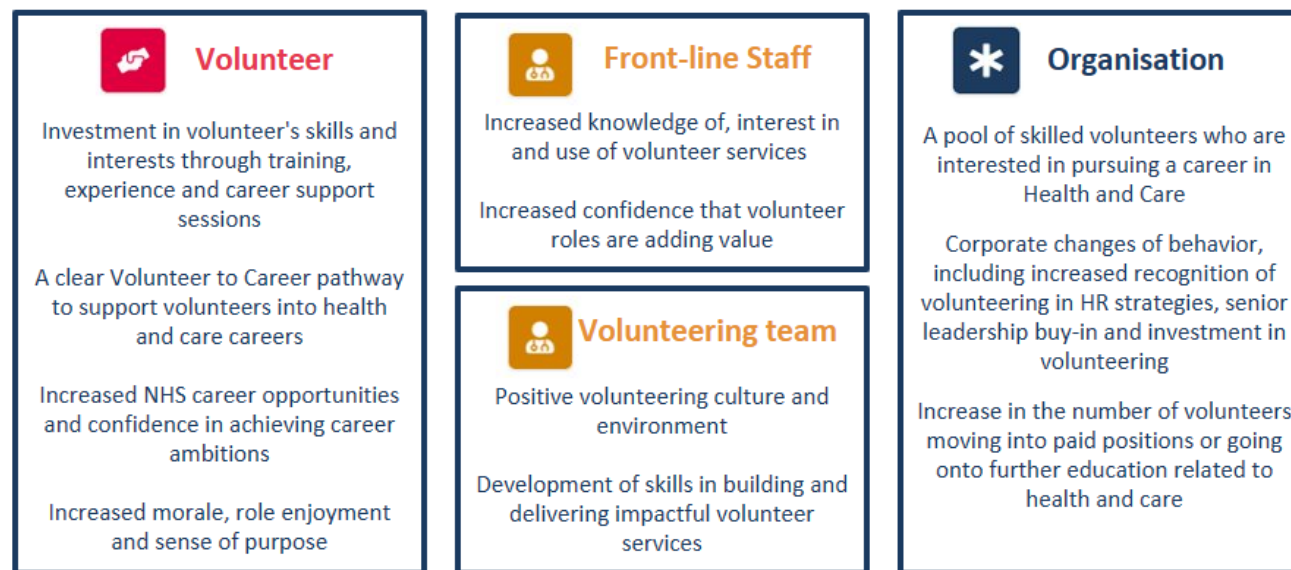 Volunteer
Investment in volunteer's skills and
interests through training,
experience and career support
sessions
A clear Volunteer to Career pathway
to support volunteers into health
and care careers
Increased NHS career opportunities
and confidence in achieving career
ambitions
Increased morale, role enjoyment
and sense of purpose
Front-line Staff
Increased knowledge of, interest in
and use of volunteer services
Increased confidence that volunteer
roles are adding value
Volunteering team
Positive volunteering culture and
environment
Development of skills in building and
delivering impactful volunteer
services
Organisation
A pool of skilled volunteers who are
interested in pursuing a career in
Health and Care
Corporate changes of behavior,
including increased recognition of
volunteering in HR strategies, senior
leadership buy-in and investment in
volunteering
Increase in the number of volunteers
moving into paid positions or going
onto further education related to
health and care